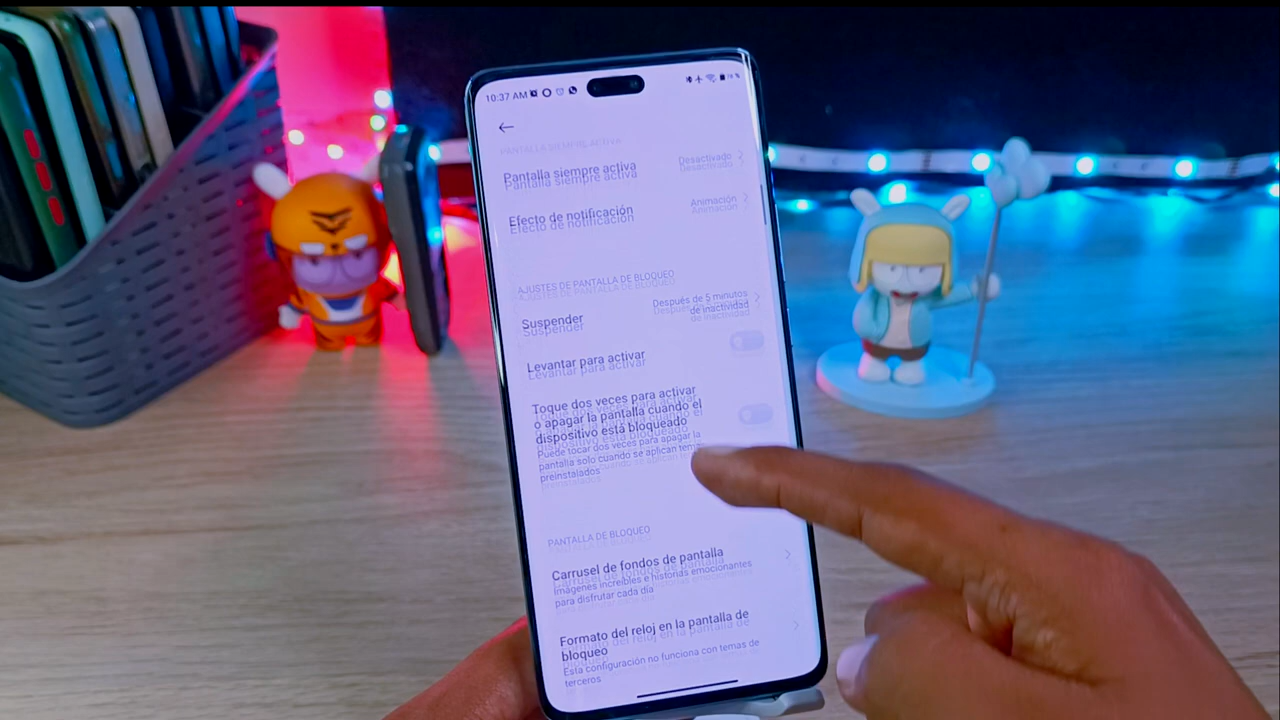 10:37 AM
PANTALLA SIEMPRE ACTIVA
Pantalla siempre activa
Desactivado
Efecto de notificación
Animación
AJUSTES DE PANTALLA DE BLOQUEO
Suspender
Después de 5 minutos
de inactividad
Levantar para activar
Toque dos veces para activar
o apagar la pantalla cuando el
dispositivo está bloqueado
Puede tocar dos veces para apagar la
pantalla solo cuando se aplican temas
preinstalados
PANTALLA DE BLOQUEO
Carrusel de fondos de pantalla
Imágenes increíbles e historias emocionantes
para disfrutar cada día
Formato del reloj en la pantalla de
bloqueo
Esta configuración no funciona con temas de
terceros